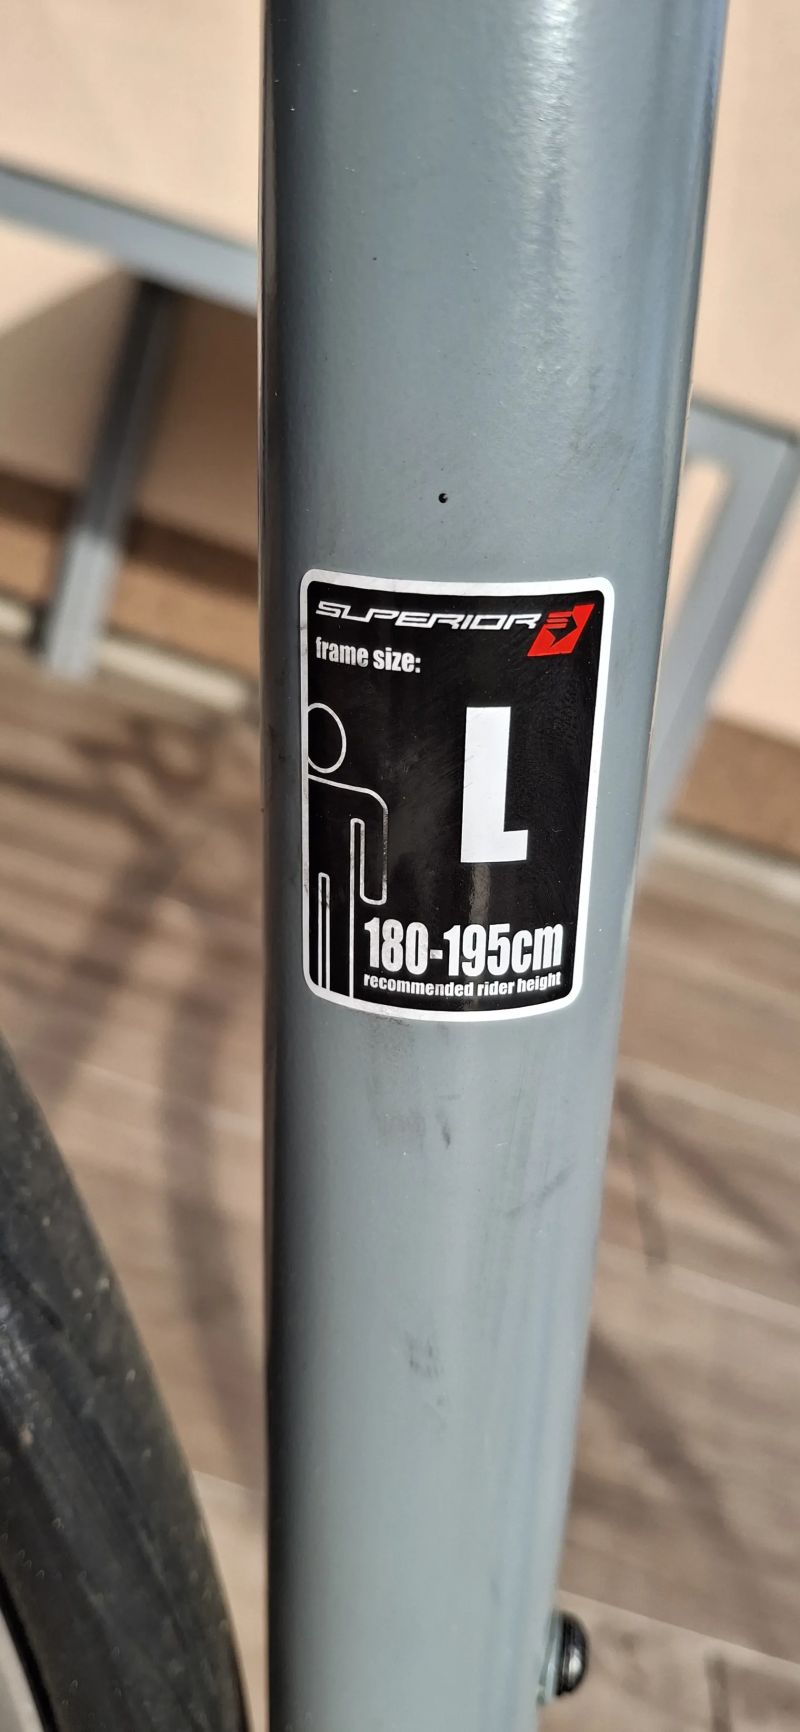 SUPERIOR
frame size:
L
180-195cm
recommended rider height